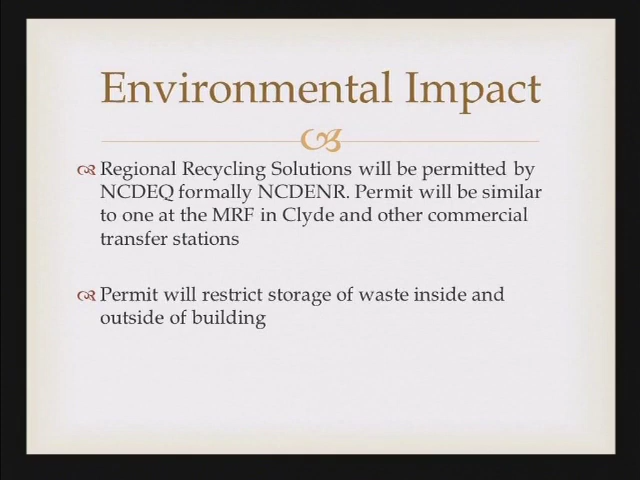 Environmental Impact
Regional Recycling Solutions will be permitted by
NCDEQ formally NCDENR. Permit will be similar
to one at the MRF in Clyde and other commercial
transfer stations
Permit will restrict storage of waste inside and
outside of building